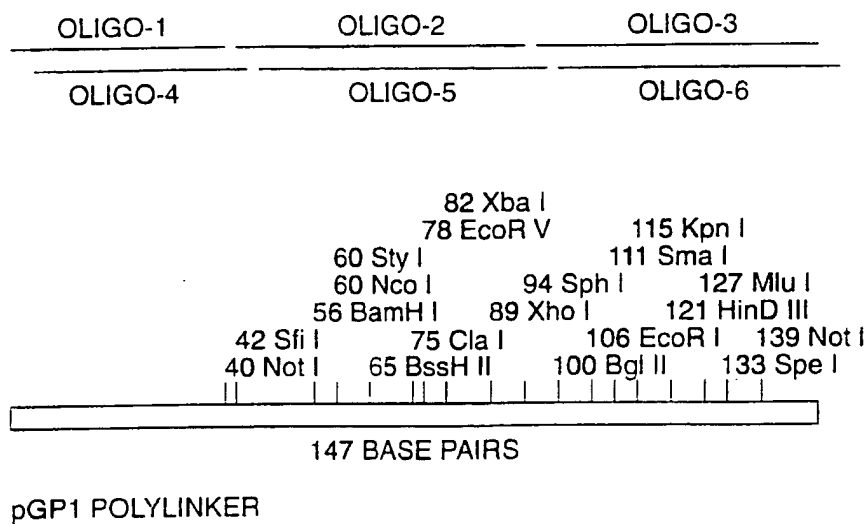 OLIGO-1 OLIGO-2 OLIGO-3
OLIGO-4 OLIGO-5 OLIGO-6
82 Xba I
78 EcoR V 115 Kpn I
60 Sty I 111 Sma I
60 Nco I 94 Sph I 127 Mlu I
56 BamH I 89 Xho I 121 HinD III
42 Sfi I 75 Cla I 106 EcoR I 139 Not I
40 Not I 65 BssH II 100 Bgl II 133 Spe I
147 BASE PAIRS
pGP1 POLYLINKER